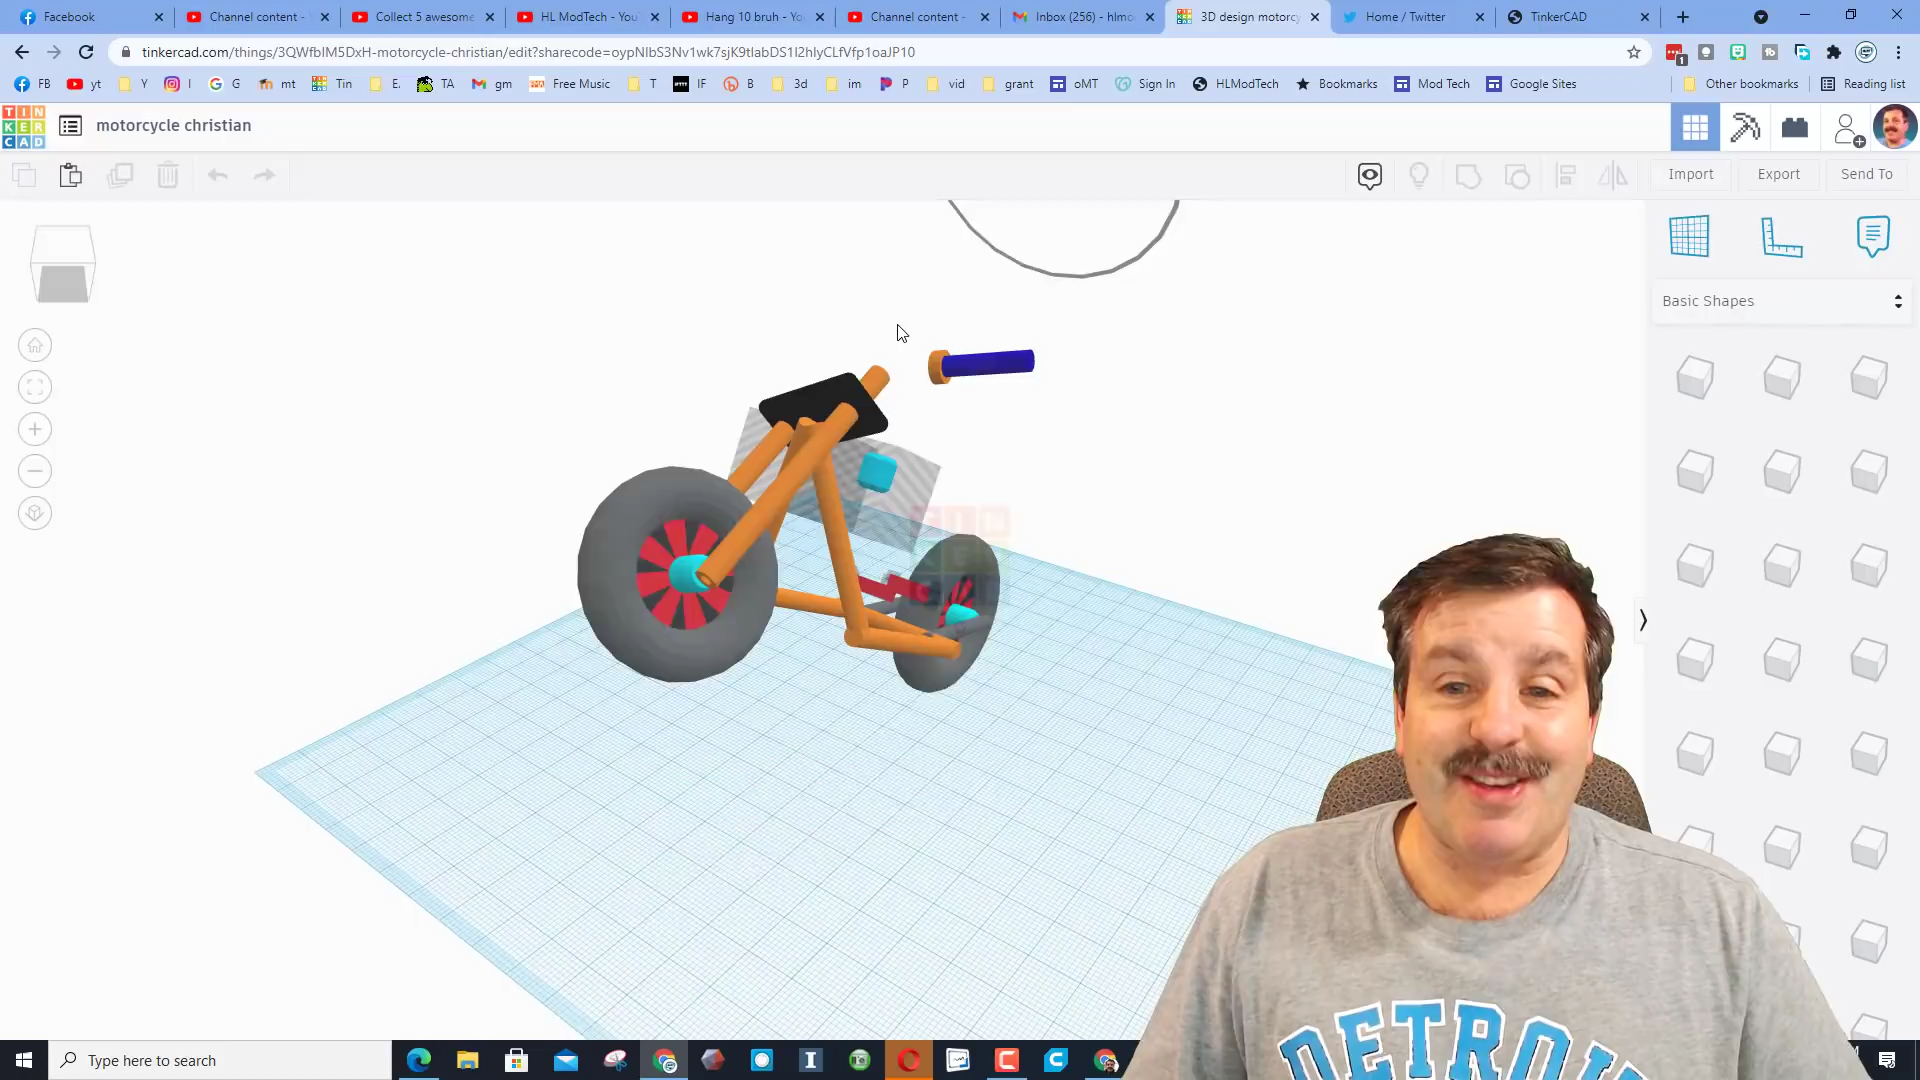 Facebook
Channel content -
Collect 5 awesome
HL ModTech - You
Hang 10 bruh - Yo
Channel content -
Inbox (256) - hlmo
3D design motorcy
Home / Twitter
TinkerCAD
tinkercad.com/things/3QWfbIM5DxH-motorcycle-christian/edit?sharecode=oypNlbS3Nv1wk7sjK9tlabDS1I2hlyCLfVfp1oaJP10
FB
yt
Y
I
G
mt
Tin
E.
TA
gm
Free Music
T
IF
B
3d
im
P
vid
grant
oMT
Sign In
HLModTech
Bookmarks
Mod Tech
Google Sites
Other bookmarks
Reading list
TINKERCAD
motorcycle christian
Import
Export
Send To
Basic Shapes
DETROIT
Type here to search